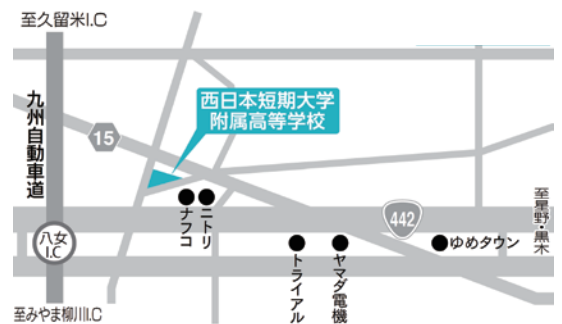 至久留米I.C
九州自動車道
15
西日本短期大学
附属高等学校
ナフコ
ニトリ
442
至星野・黒木
八女
I.C
トライアル
ヤマダ電機
ゆめタウン
至みやま柳川I.C